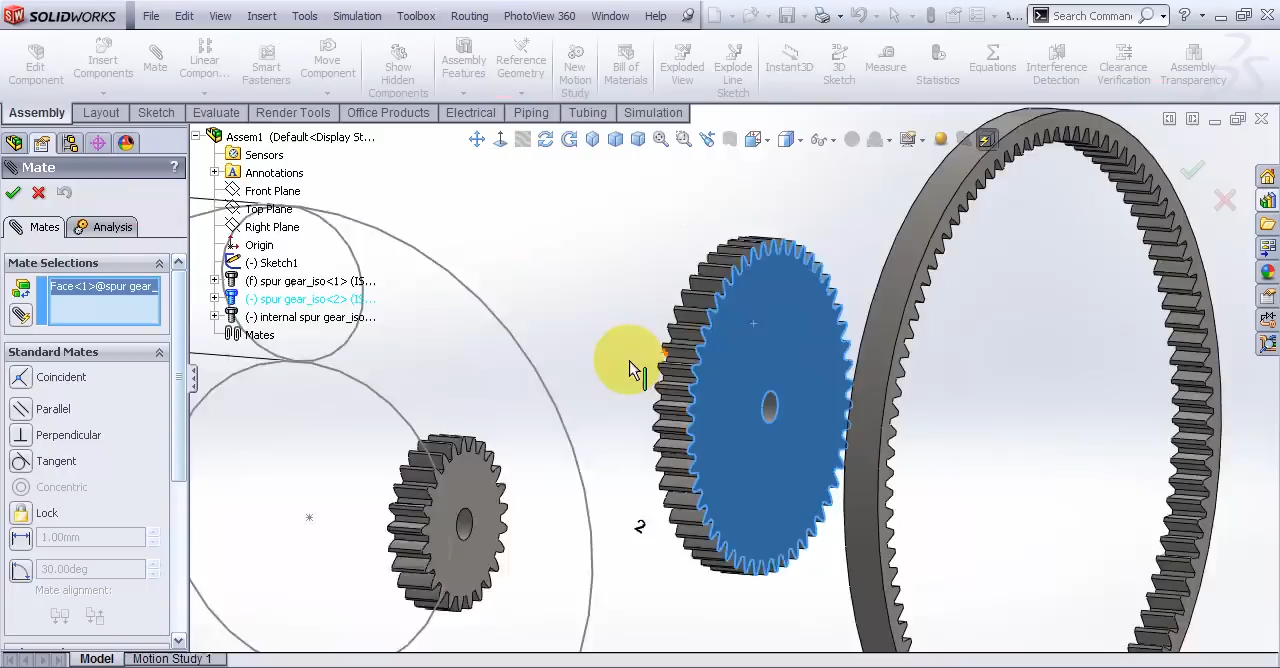 SOLIDWORKS File Edit View Insert Tools Simulation Toolbox Routing PhotoView 360 Window Help A... Search Comman
Edit Component
Insert Components
Mate
Linear Compon...
Smart Fasteners
Move Component
Show Hidden Components
Assembly Features
Reference Geometry
New Motion Study
Bill of Materials
Exploded View
Explode Line Sketch
Instant3D
3D Sketch
Measure
Statistics
Equations
Interference Detection
Clearance Verification
Assembly Transparency
Assembly Layout Sketch Evaluate Render Tools Office Products Electrical Piping Tubing Simulation
Mate ?
Mates Analysis
Mate Selections
Face<1>@spur gear_
Standard Mates
Coincident
Parallel
Perpendicular
Tangent
Concentric
Lock
1.00mm
30.00deg
Mate alignment:
Assem1 (Default<Display St...
Sensors
Annotations
Front Plane
Top Plane
Right Plane
Origin
(-) Sketch1
(f) spur gear_iso<1> (IS...
(-) spur gear_iso<2> (IS...
(-) internal spur gear_iso...
Mates
2
Model Motion Study 1